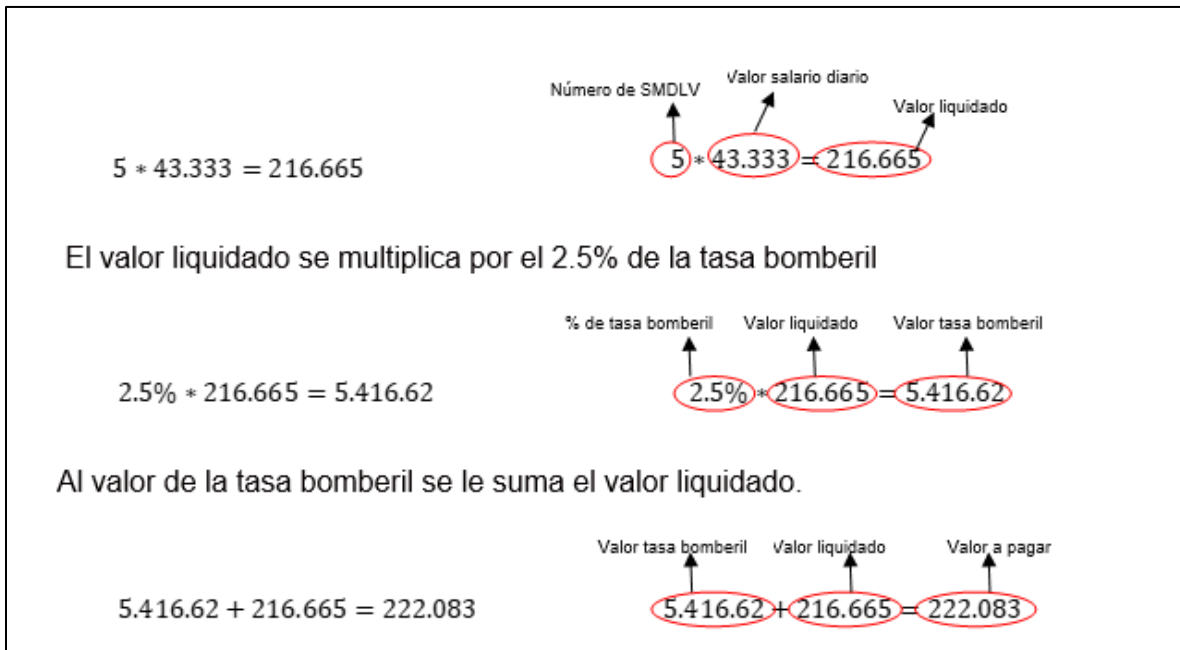 Número de SMDLV
Valor salario diario
Valor liquidado
5 * 43.333 = 216.665
5 * 43.333 = 216.665
El valor liquidado se multiplica por el 2.5% de la tasa bomberil
% de tasa bomberil Valor liquidado Valor tasa bomberil
2.5% * 216.665 = 5.416.62
2.5% * 216.665 = 5.416.62
Al valor de la tasa bomberil se le suma el valor liquidado.
Valor tasa bomberil Valor liquidado Valor a pagar
5.416.62 + 216.665 = 222.083
5.416.62 + 216.665 = 222.083